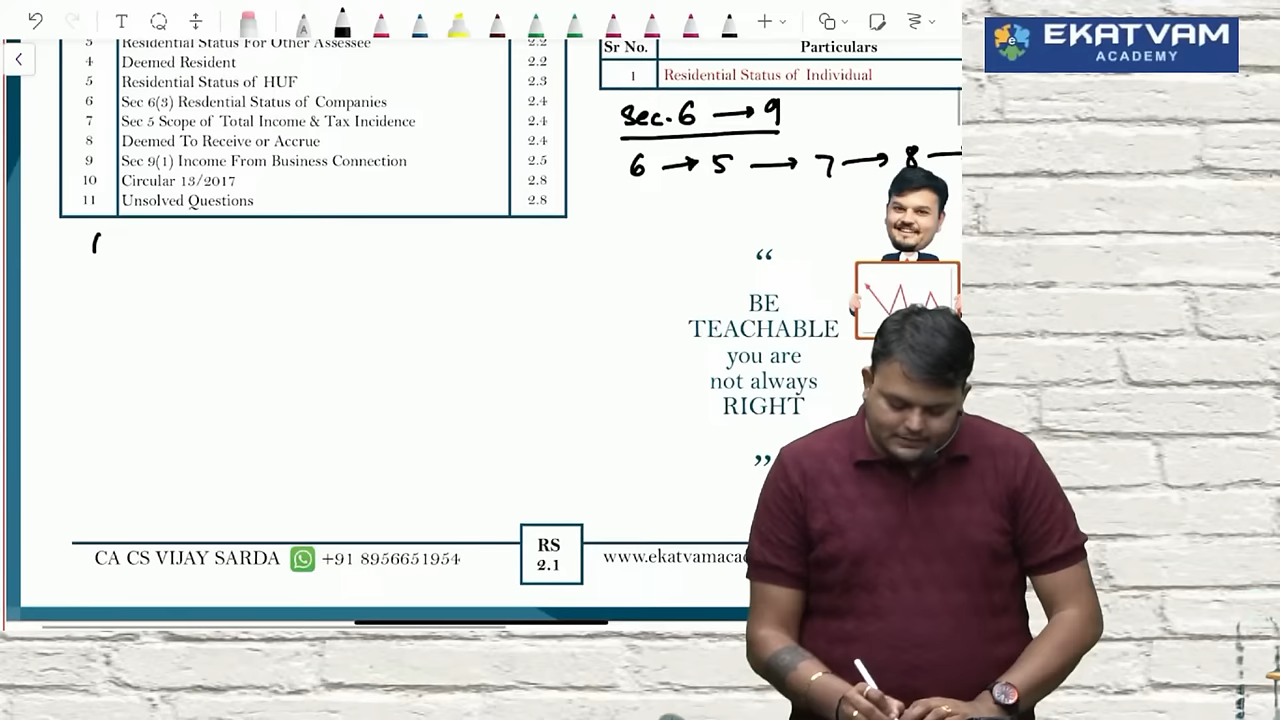 3 Residential Status For Other Assessee 2.2
4 Deemed Resident 2.2
5 Residential Status of HUF 2.3
6 Sec 6(3) Resdential Status of Companies 2.4
7 Sec 5 Scope of Total Income & Tax Incidence 2.4
8 Deemed To Receive or Accrue 2.4
9 Sec 9(1) Income From Business Connection 2.5
10 Circular 13/2017 2.8
11 Unsolved Questions 2.8
Sr No. Particulars
1 Residential Status of Individual
Sec. 6 → 9
6 → 5 → 7 → 8
“
BE
TEACHABLE
you are
not always
RIGHT
”
CA CS VIJAY SARDA +91 8956651954
RS
2.1
www.ekatvamaca
EKATVAM
ACADEMY